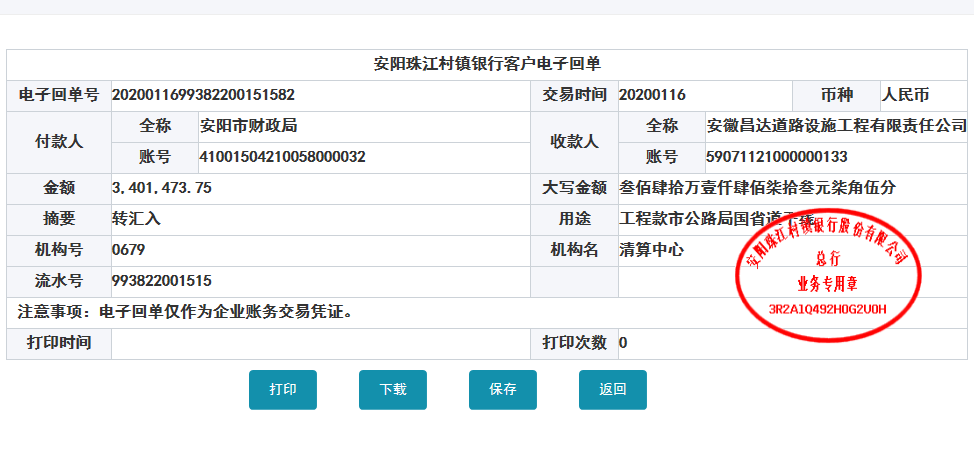 安阳珠江村镇银行客户电子回单
电子回单号 2020011699382200151582 交易时间 20200116 币种 人民币
付款人 全称 安阳市财政局 收款人 全称 安徽昌达道路设施工程有限责任公司
账号 41001504210058000032 账号 59071121000000133
金额 3,401,473.75 大写金额 叁佰肆拾万壹仟肆佰柒拾叁元柒角伍分
摘要 转汇入 用途 工程款市公路局国省道干线
机构号 0679 机构名 清算中心
流水号 993822001515
注意事项：电子回单仅作为企业账务交易凭证。
打印时间 打印次数 0
安阳珠江村镇银行股份有限公司
总行
业务专用章
3R2A1Q492H0G2U0H
打印 下载 保存 返回